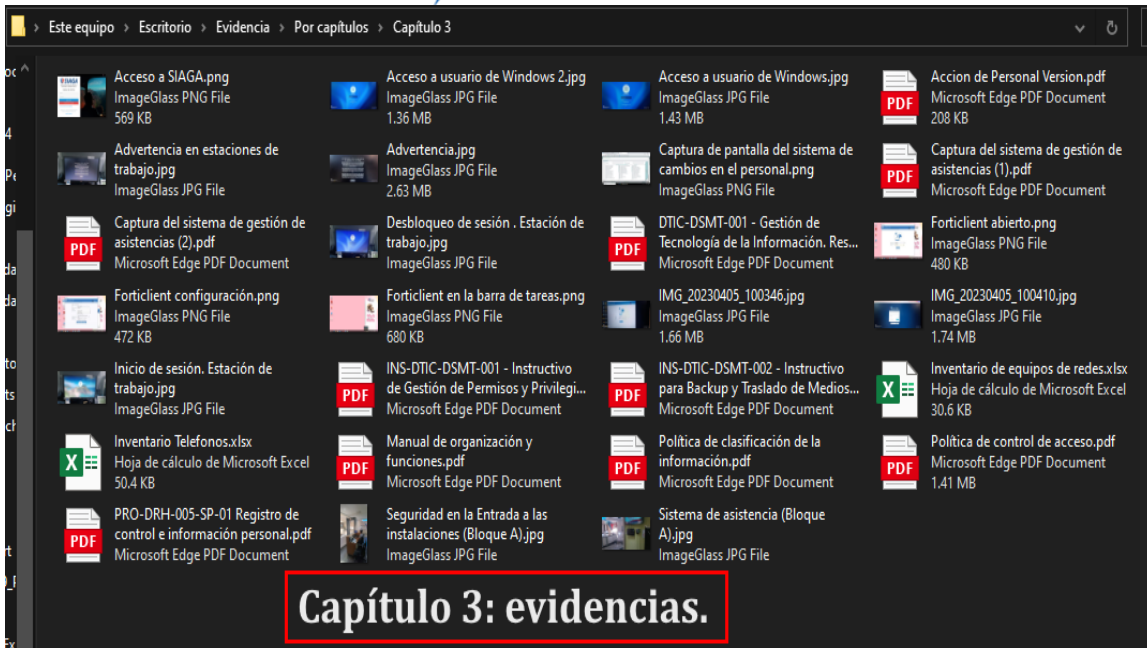 Este equipo > Escritorio > Evidencia > Por capítulos > Capítulo 3
Acceso a SIAGA.png
ImageGlass PNG File
569 KB
Acceso a usuario de Windows 2.jpg
ImageGlass JPG File
1.36 MB
Acceso a usuario de Windows.jpg
ImageGlass JPG File
1.43 MB
PDF
Accion de Personal Version.pdf
Microsoft Edge PDF Document
208 KB
Advertencia en estaciones de
trabajo.jpg
ImageGlass JPG File
Advertencia.jpg
ImageGlass JPG File
2.63 MB
Captura de pantalla del sistema de
cambios en el personal.png
ImageGlass PNG File
PDF
Captura del sistema de gestión de
asistencias (1).pdf
Microsoft Edge PDF Document
PDF
Captura del sistema de gestión de
asistencias (2).pdf
Microsoft Edge PDF Document
Desbloqueo de sesión . Estación de
trabajo.jpg
ImageGlass JPG File
PDF
DTIC-DSMT-001 - Gestión de
Tecnología de la Información. Res...
Microsoft Edge PDF Document
Forticlient abierto.png
ImageGlass PNG File
480 KB
Forticlient configuración.png
ImageGlass PNG File
472 KB
Forticlient en la barra de tareas.png
ImageGlass PNG File
680 KB
IMG_20230405_100346.jpg
ImageGlass JPG File
1.66 MB
IMG_20230405_100410.jpg
ImageGlass JPG File
1.74 MB
Inicio de sesión. Estación de
trabajo.jpg
ImageGlass JPG File
PDF
INS-DTIC-DSMT-001 - Instructivo
de Gestión de Permisos y Privilegi...
Microsoft Edge PDF Document
PDF
INS-DTIC-DSMT-002 - Instructivo
para Backup y Traslado de Medios...
Microsoft Edge PDF Document
Inventario de equipos de redes.xlsx
Hoja de cálculo de Microsoft Excel
30.6 KB
Inventario Telefonos.xlsx
Hoja de cálculo de Microsoft Excel
50.4 KB
PDF
Manual de organización y
funciones.pdf
Microsoft Edge PDF Document
PDF
Política de clasificación de la
información.pdf
Microsoft Edge PDF Document
PDF
Política de control de acceso.pdf
Microsoft Edge PDF Document
1.41 MB
PDF
PRO-DRH-005-SP-01 Registro de
control e información personal.pdf
Microsoft Edge PDF Document
Seguridad en la Entrada a las
instalaciones (Bloque A).jpg
ImageGlass JPG File
Sistema de asistencia (Bloque
A).jpg
ImageGlass JPG File
Capítulo 3: evidencias.